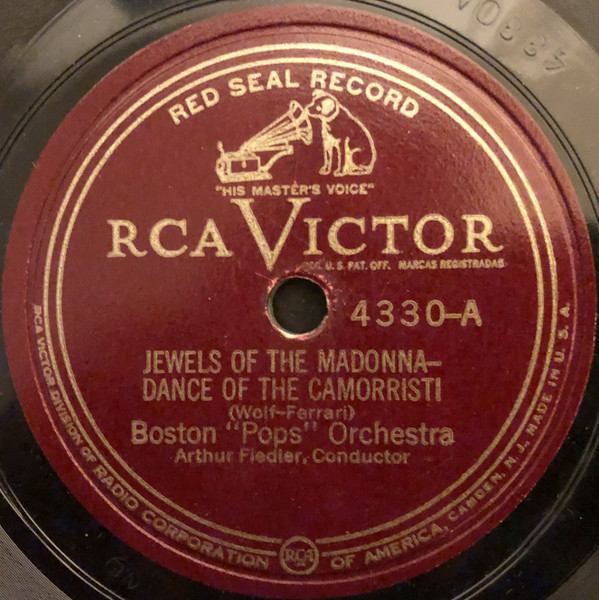 RED SEAL RECORD
"HIS MASTER'S VOICE"
RCA VICTOR
REG. U. S. PAT. OFF. MARCAS REGISTRADAS
4330-A
JEWELS OF THE MADONNA—
DANCE OF THE CAMORRISTI
(Wolf-Ferrari)
Boston "Pops" Orchestra
Arthur Fiedler, Conductor
RCA VICTOR DIVISION OF RADIO CORPORATION OF AMERICA, CAMDEN, N. J., MADE IN U. S. A.
RCA